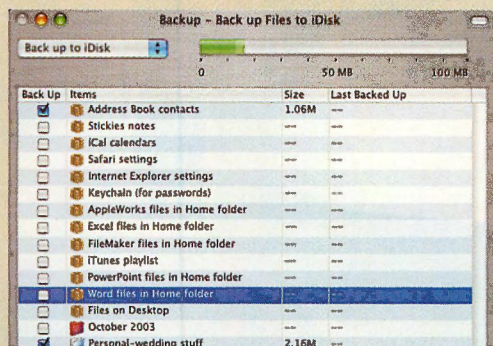 Backup – Back up Files to iDisk
Back up to iDisk
0 50 MB 100 MB
Back Up Items Size Last Backed Up
Address Book contacts 1.06M --
Stickies notes -- --
iCal calendars -- --
Safari settings -- --
Internet Explorer settings -- --
Keychain (for passwords) -- --
AppleWorks files in Home folder -- --
Excel files in Home folder -- --
FileMaker files in Home folder -- --
iTunes playlist -- --
PowerPoint files in Home folder -- --
Word files in Home folder -- --
Files on Desktop -- --
October 2003 -- --
Personal-wedding stuff 2.16M --